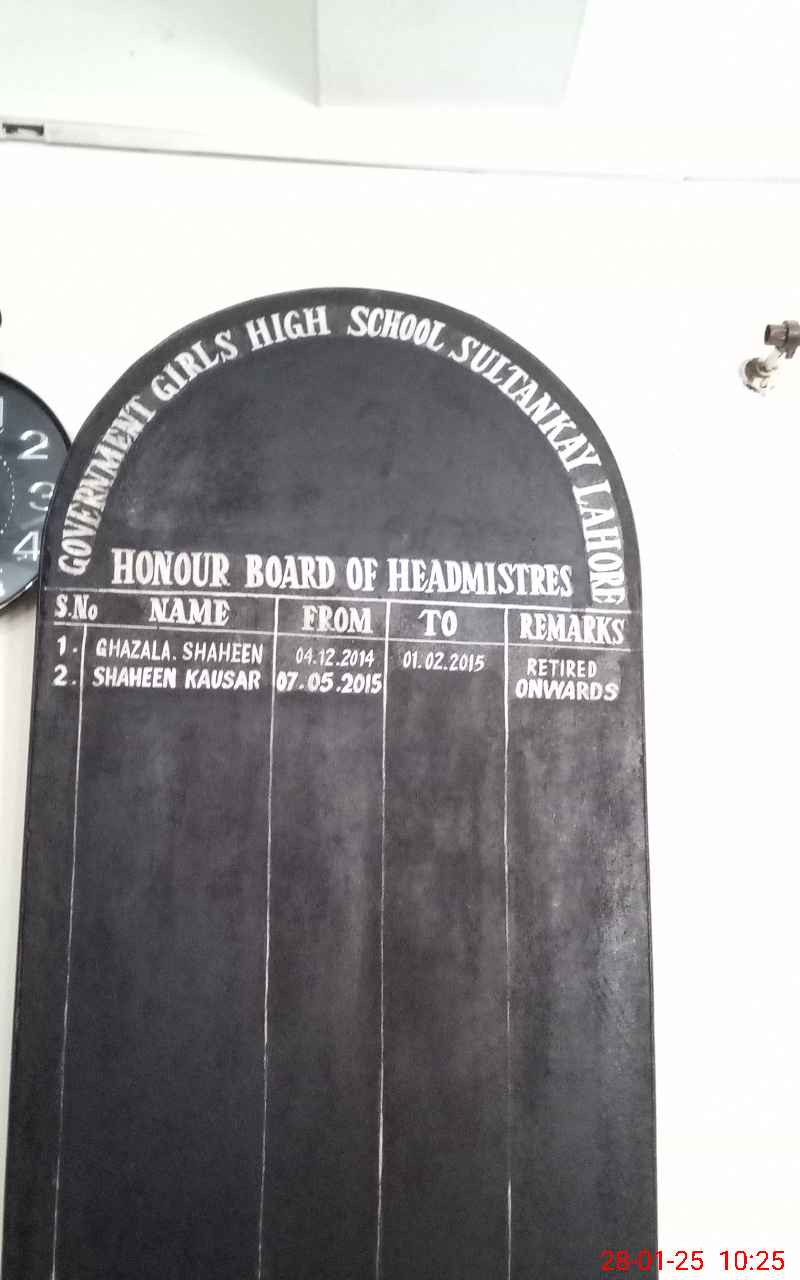 GOVERNMENT GIRLS HIGH SCHOOL SULTANKAY LAHORE
HONOUR BOARD OF HEADMISTRES
S.No NAME FROM TO REMARKS
1. GHAZALA. SHAHEEN 04.12.2014 01.02.2015 RETIRED
2. SHAHEEN KAUSAR 07.05.2015 ONWARDS
2
3
4
28-01-25 10:25